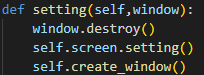 def setting(self,window):
    window.destroy()
    self.screen.setting()
    self.create_window()